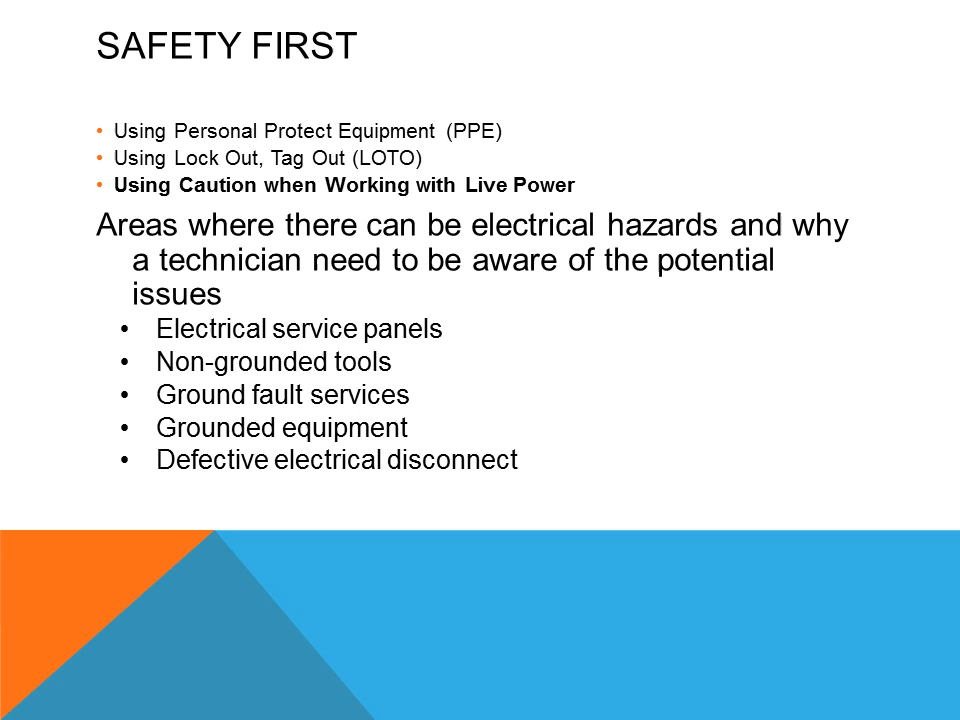 SAFETY FIRST
• Using Personal Protect Equipment (PPE)
• Using Lock Out, Tag Out (LOTO)
• Using Caution when Working with Live Power
Areas where there can be electrical hazards and why
a technician need to be aware of the potential
issues
• Electrical service panels
• Non-grounded tools
• Ground fault services
• Grounded equipment
• Defective electrical disconnect